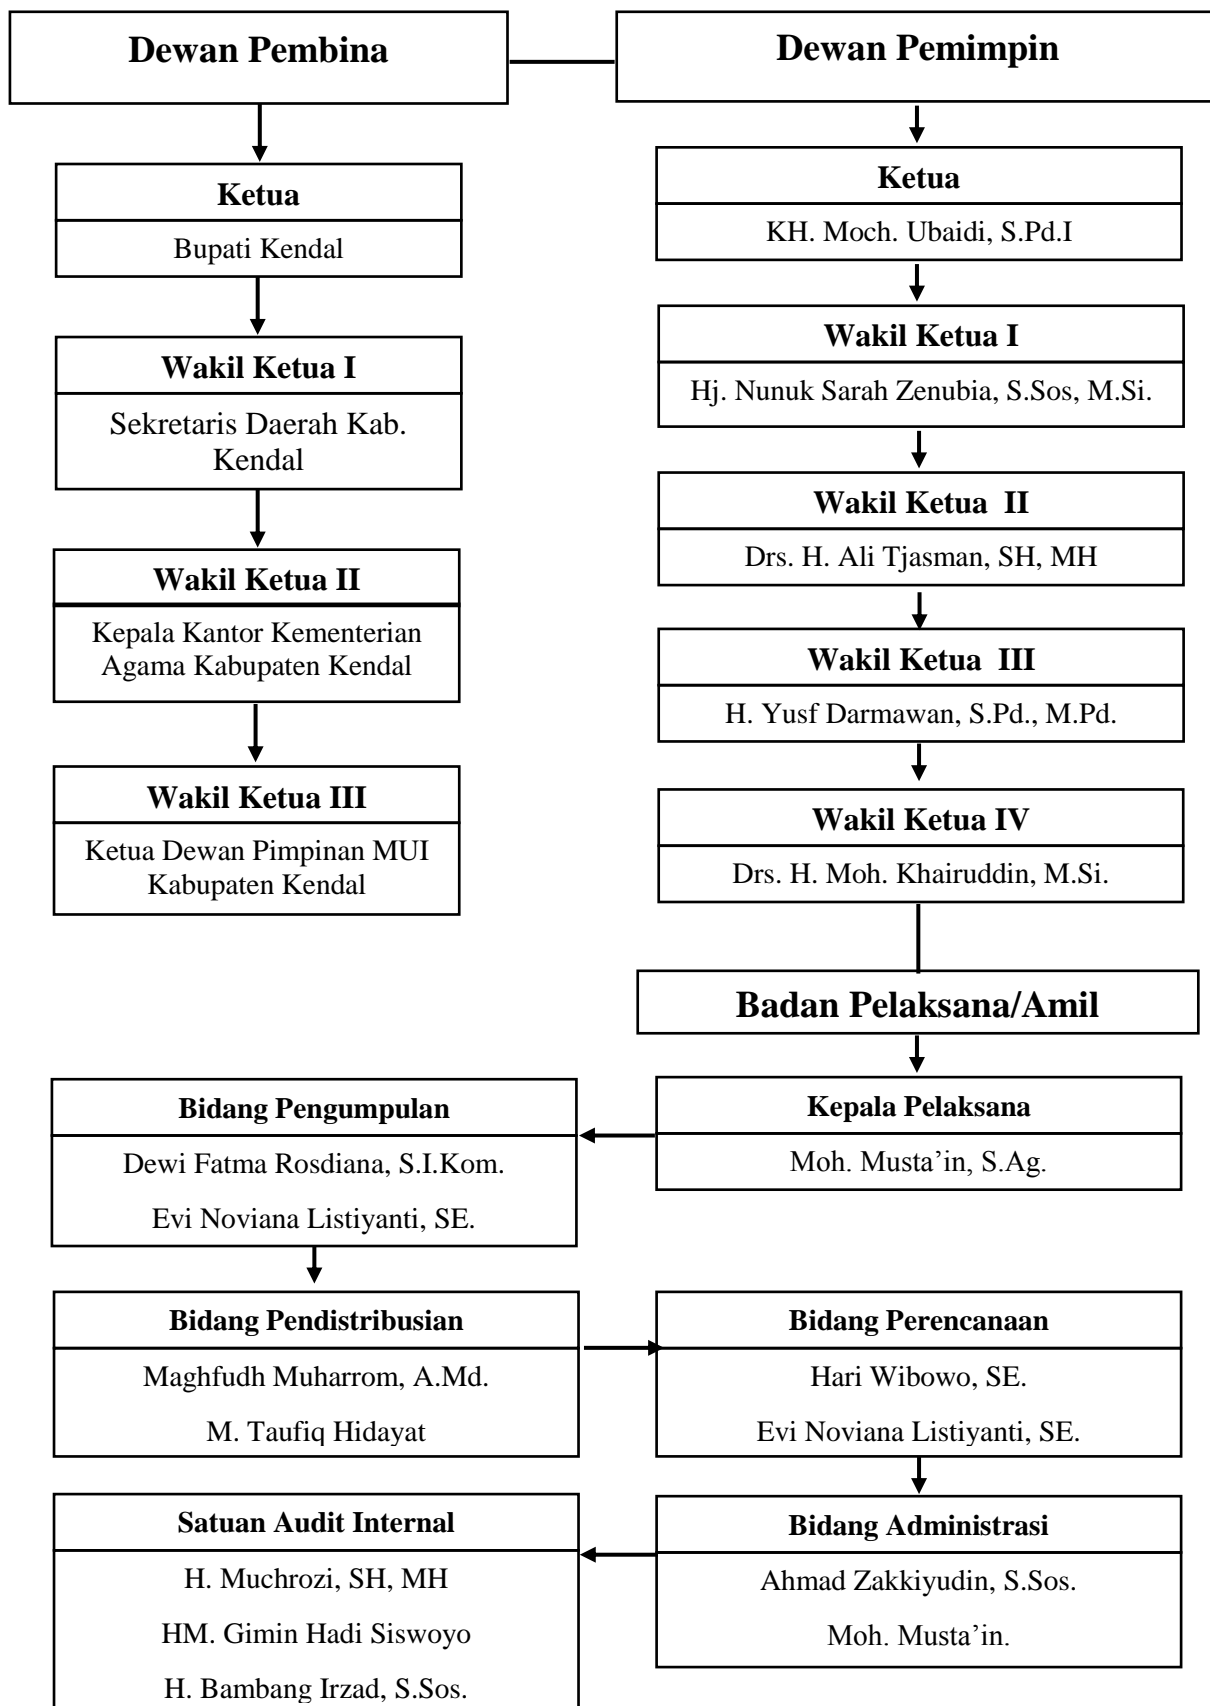 Dewan Pembina
Dewan Pemimpin
Ketua
Bupati Kendal
Wakil Ketua I
Sekretaris Daerah Kab.
Kendal
Wakil Ketua II
Kepala Kantor Kementerian
Agama Kabupaten Kendal
Wakil Ketua III
Ketua Dewan Pimpinan MUI
Kabupaten Kendal
Ketua
KH. Moch. Ubaidi, S.Pd.I
Wakil Ketua I
Hj. Nunuk Sarah Zenubia, S.Sos, M.Si.
Wakil Ketua  II
Drs. H. Ali Tjasman, SH, MH
Wakil Ketua  III
H. Yusf Darmawan, S.Pd., M.Pd.
Wakil Ketua IV
Drs. H. Moh. Khairuddin, M.Si.
Badan Pelaksana/Amil
Kepala Pelaksana
Moh. Musta’in, S.Ag.
Bidang Pengumpulan
Dewi Fatma Rosdiana, S.I.Kom.
Evi Noviana Listiyanti, SE.
Bidang Pendistribusian
Maghfudh Muharrom, A.Md.
M. Taufiq Hidayat
Bidang Perencanaan
Hari Wibowo, SE.
Evi Noviana Listiyanti, SE.
Bidang Administrasi
Ahmad Zakkiyudin, S.Sos.
Moh. Musta’in.
Satuan Audit Internal
H. Muchrozi, SH, MH
HM. Gimin Hadi Siswoyo
H. Bambang Irzad, S.Sos.